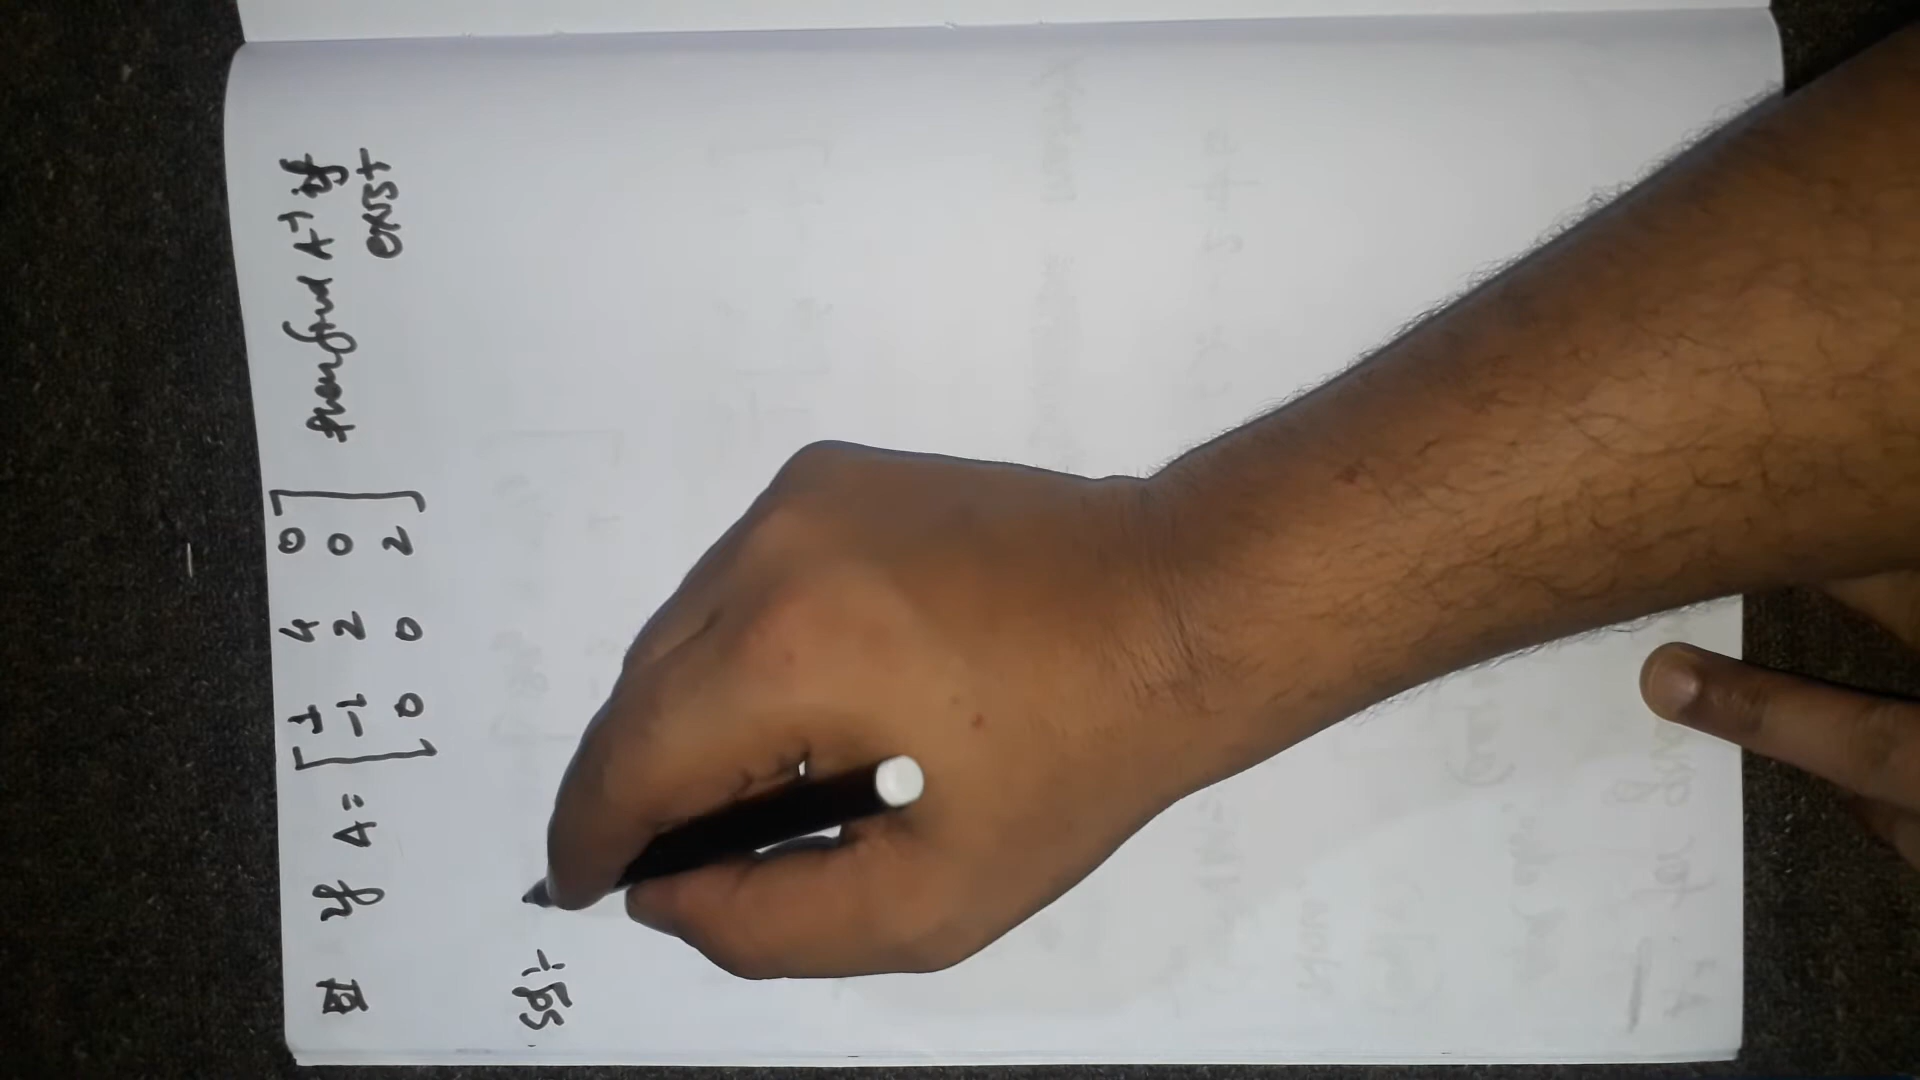 If A = [ 1 4 0 ] then find A⁻¹ if
-1 2 0 exist
0 0 2
Sol :-